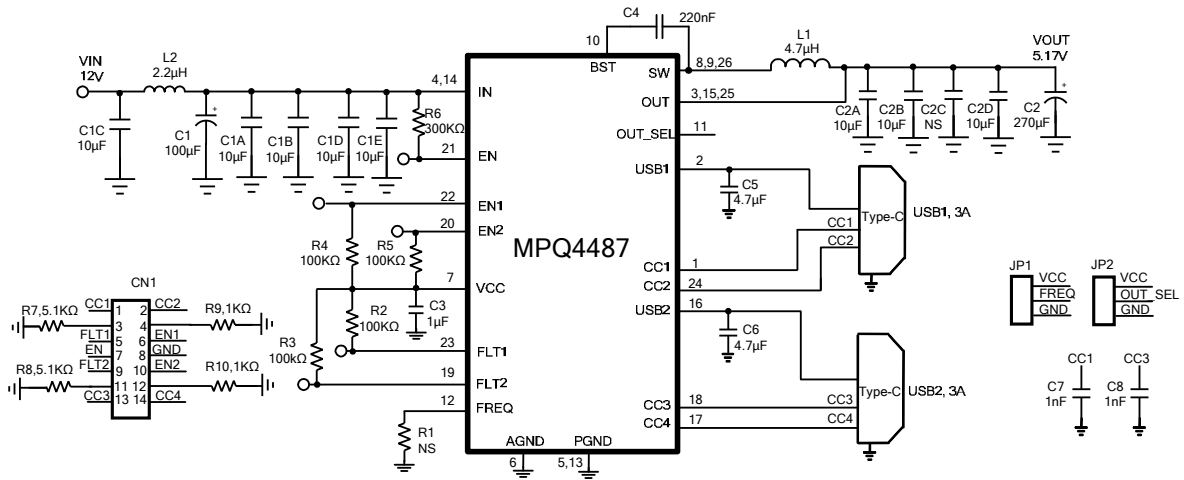 C4
220nF
10
BST
L1
4.7µH
VOUT
5.17V
SW
8,9,26
OUT
3,15,25
C2A
10µF
C2B
10µF
C2C
NS
C2D
10µF
C2
270µF
OUT_SEL
11
VIN
12V
L2
2.2µH
4,14
IN
C1C
10µF
C1
100µF
C1A
10µF
C1B
10µF
C1D
10µF
C1E
10µF
R6
300KΩ
21
EN
22
EN1
20
EN2
R4
100KΩ
R5
100KΩ
7
VCC
C3
1µF
R2
100KΩ
R3
100kΩ
23
FLT1
19
FLT2
12
FREQ
R1
NS
AGND
6
PGND
5,13
MPQ4487
USB1
2
C5
4.7µF
Type-C
USB1, 3A
CC1
CC2
CC1
1
CC2
24
USB2
16
C6
4.7µF
Type-C
USB2, 3A
CC3
CC4
CC3
18
CC4
17
CN1
CC1 1 2 CC2
R7,5.1KΩ 3 4 R9,1KΩ
FLT1 5 6 EN1
EN 7 8 GND
FLT2 9 10 EN2
R8,5.1KΩ 11 12 R10,1KΩ
CC3 13 14 CC4
JP1
VCC
FREQ
GND
JP2
VCC
OUT_SEL
GND
CC1
C7
1nF
CC3
C8
1nF